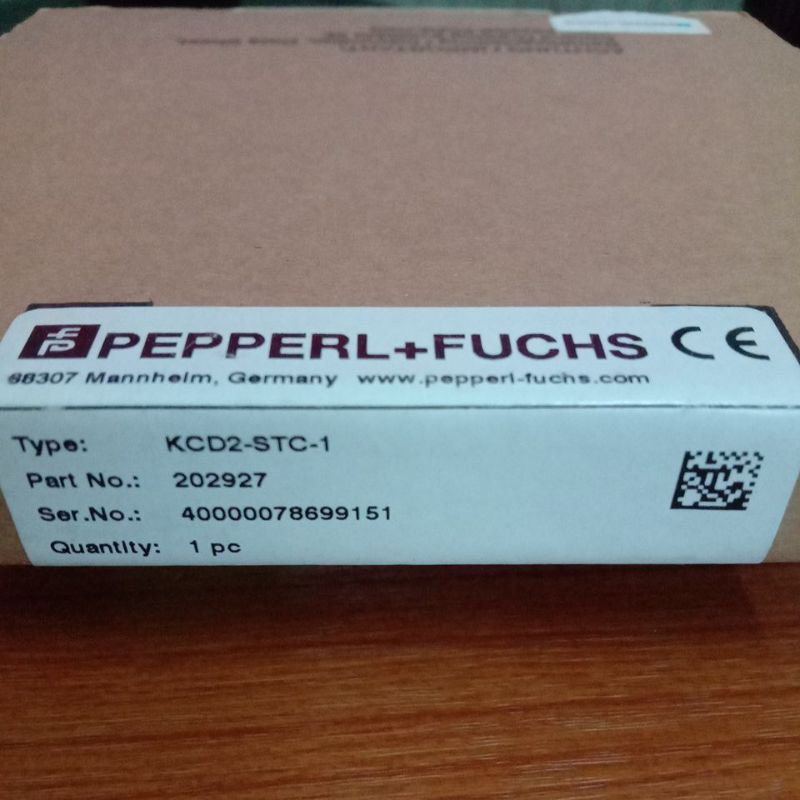 PEPPERL+FUCHS CE
68307 Mannheim, Germany www.pepperl-fuchs.com
Type: KCD2-STC-1
Part No.: 202927
Ser.No.: 40000078699151
Quantity: 1 pc